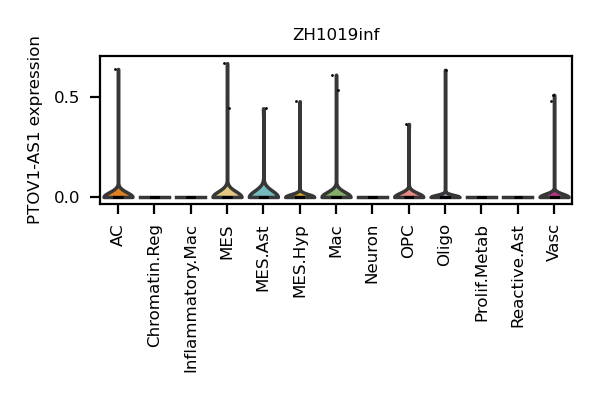 ZH1019inf
PTOV1-AS1 expression
0.5
0.0
AC
Chromatin.Reg
Inflammatory.Mac
MES
MES.Ast
MES.Hyp
Mac
Neuron
OPC
Oligo
Prolif.Metab
Reactive.Ast
Vasc